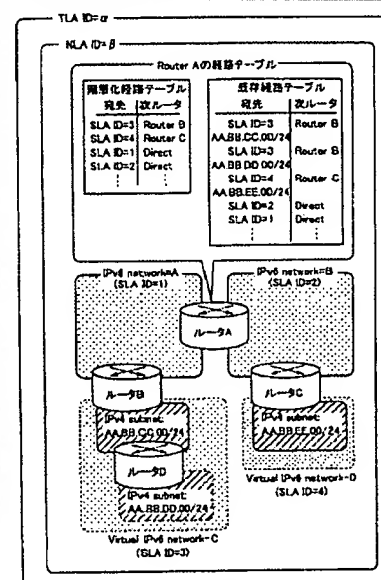 TLA ID=α
NLA ID=β
Router Aの経路テーブル
階層化経路テーブル
宛先 次ルータ
SLA ID=3 Router B
SLA ID=4 Router C
SLA ID=1 Direct
SLA ID=2 Direct
⋮ ⋮
既存経路テーブル
宛先 次ルータ
SLA ID=3 Router B
AA.BB.CC.00/24
SLA ID=3 Router B
AA.BB.DD.00/24
SLA ID=4 Router C
AA.BB.EE.00/24
SLA ID=2 Direct
SLA ID=1 Direct
⋮ ⋮
IPv6 network=A
(SLA ID=1)
IPv6 network=B
(SLA ID=2)
ルータA
ルータB
ルータC
IPv4 subnet:
AA.BB.CC.00/24
IPv4 subnet:
AA.BB.EE.00/24
ルータD
IPv4 subnet:
AA.BB.DD.00/24
Virtual IPv6 network-D
(SLA ID=4)
Virtual IPv6 network-C
(SLA ID=3)